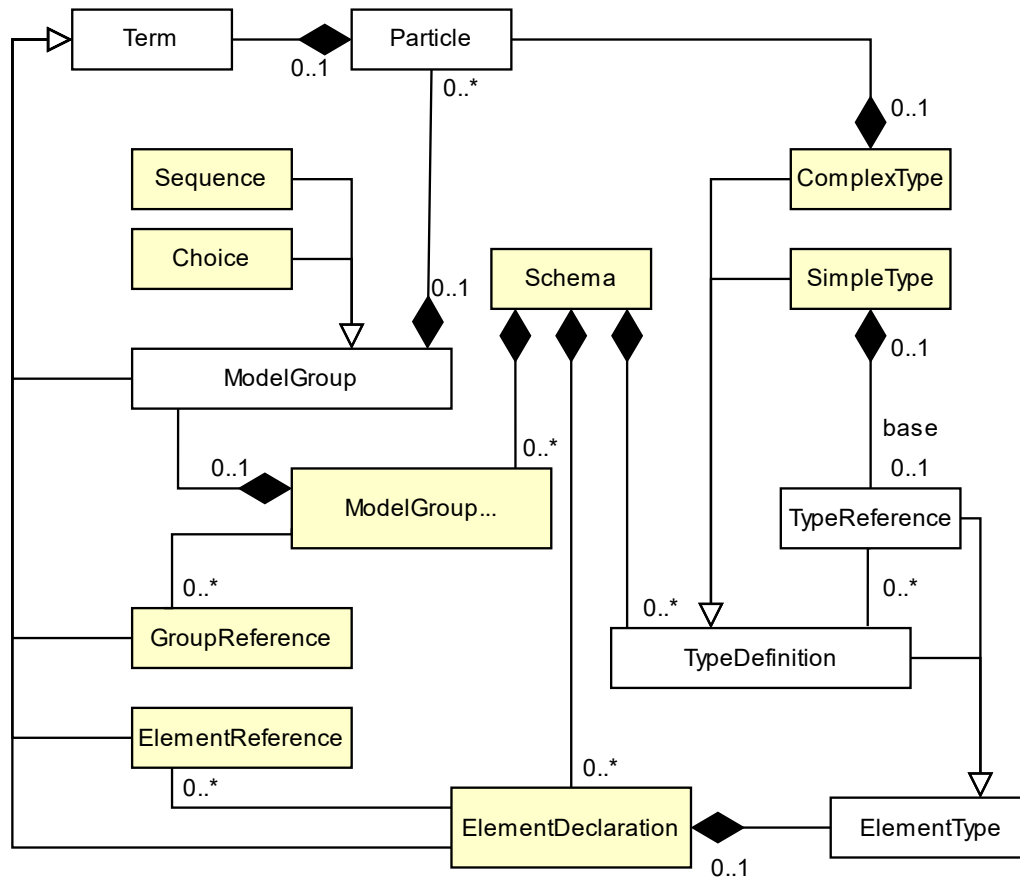 Term
Particle
0..1
0..*
0..1
Sequence
ComplexType
Choice
Schema
SimpleType
0..1
0..1
ModelGroup
base
0..1
0..*
0..1
ModelGroup...
TypeReference
0..*
0..*
0..*
GroupReference
TypeDefinition
ElementReference
0..*
0..*
ElementDeclaration
ElementType
0..1